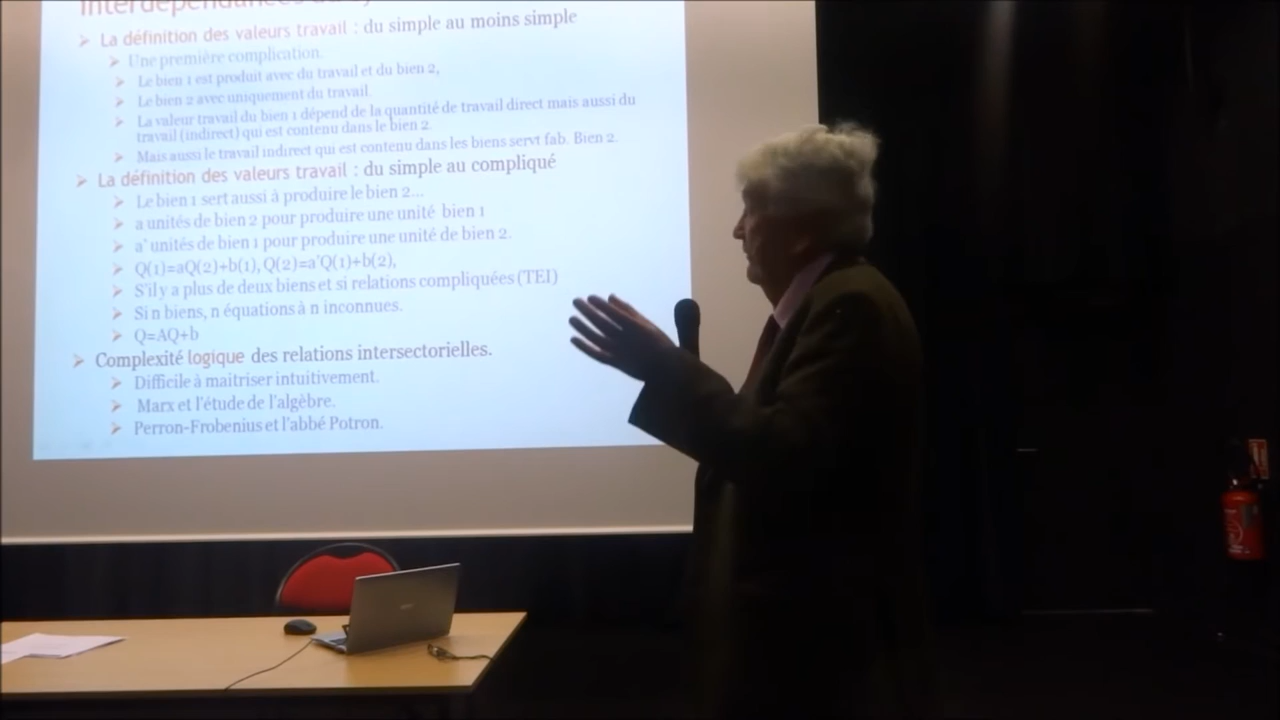 Interdépendances
➢ La définition des valeurs travail : du simple au moins simple
➢ Une première complication.
➢ Le bien 1 est produit avec du travail et du bien 2,
➢ Le bien 2 avec uniquement du travail.
➢ La valeur travail du bien 1 dépend de la quantité de travail direct mais aussi du
travail (indirect) qui est contenu dans le bien 2.
➢ Mais aussi le travail indirect qui est contenu dans les biens servt fab. Bien 2.
➢ La définition des valeurs travail : du simple au compliqué
➢ Le bien 1 sert aussi à produire le bien 2...
➢ a unités de bien 2 pour produire une unité bien 1
➢ a' unités de bien 1 pour produire une unité de bien 2.
➢ Q(1)=aQ(2)+b(1), Q(2)=a'Q(1)+b(2),
➢ S'il y a plus de deux biens et si relations compliquées (TEI)
➢ Si n biens, n équations à n inconnues.
➢ Q=AQ+b
➢ Complexité logique des relations intersectorielles.
➢ Difficile à maitriser intuitivement.
➢ Marx et l'étude de l'algèbre.
➢ Perron-Frobenius et l'abbé Potron.